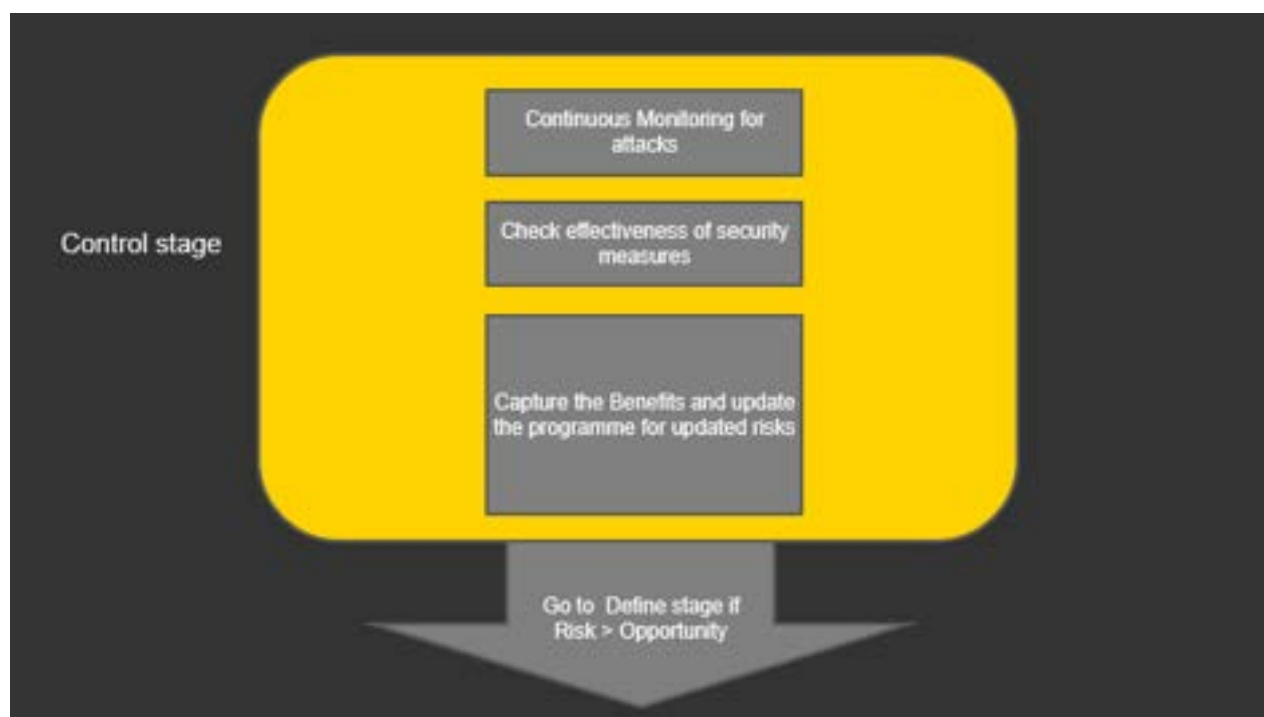 Continuous Monitoring for
attacks
Control stage
Check effectiveness of security
measures
Capture the Benefits and update
the programme for updated risks
Go to Define stage if
Risk > Opportunity